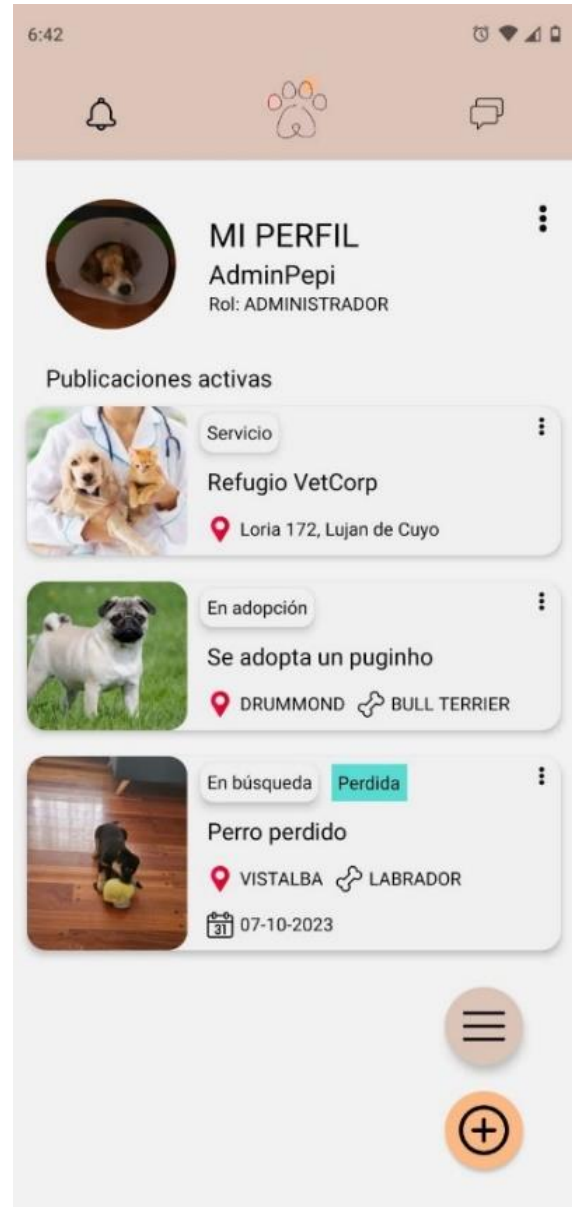 6:42
MI PERFIL
AdminPepi
Rol: ADMINISTRADOR
Publicaciones activas
Servicio
Refugio VetCorp
Loria 172, Lujan de Cuyo
En adopción
Se adopta un puginho
DRUMMOND BULL TERRIER
En búsqueda Perdida
Perro perdido
VISTALBA LABRADOR
31 07-10-2023